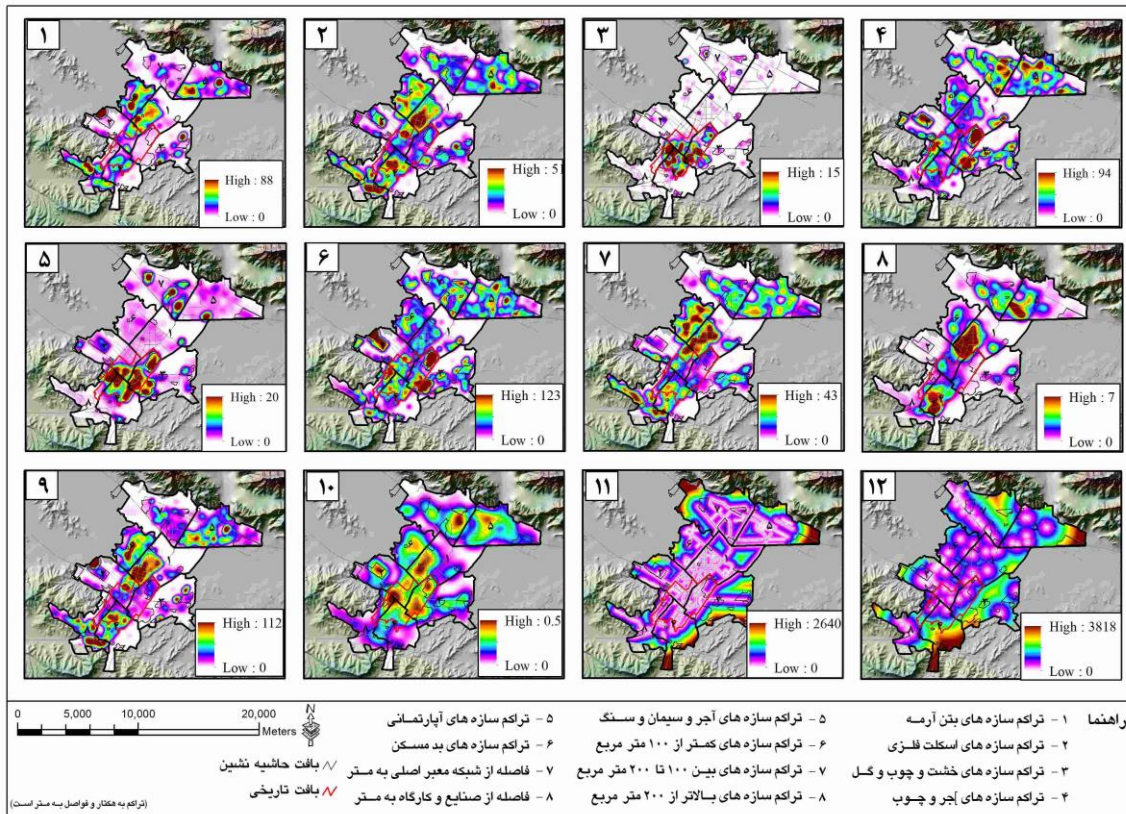 ۱
High : 88
Low : 0
۲
High : 51
Low : 0
۳
High : 15
Low : 0
۴
High : 94
Low : 0
۵
High : 20
Low : 0
۶
High : 123
Low : 0
۷
High : 43
Low : 0
۸
High : 7
Low : 0
۹
High : 112
Low : 0
۱۰
High : 0.5
Low : 0
۱۱
High : 2640
Low : 0
۱۲
High : 3818
Low : 0
راهنما
۱ - تراکم سازه های بتن آرمه
۲ - تراکم سازه های اسکلت فلزی
۳ - تراکم سازه های خشت و چوب و گل
۴ - تراکم سازه های آجر و چوب
۵ - تراکم سازه های آجر و سیمان و سنگ
۶ - تراکم سازه های کمتر از ۱۰۰ متر مربع
۷ - تراکم سازه های بین ۱۰۰ تا ۲۰۰ متر مربع
۸ - تراکم سازه های بالاتر از ۲۰۰ متر مربع
۵ - تراکم سازه های آپارتمانی
۶ - تراکم سازه های بد مسکن
۷ - فاصله از شبکه معبر اصلی به متر
۸ - فاصله از صنایع و کارگاه به متر
N
0 5,000 10,000 20,000
Meters
بافت حاشیه نشین
بافت تاریخی
(تراکم به هکتار و فواصل به متر است)